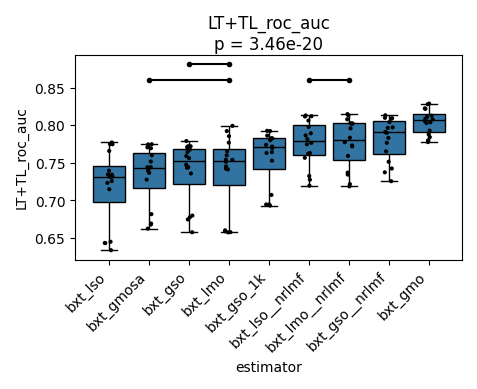 LT+TL_roc_auc
p = 3.46e-20
LT+TL_roc_auc
0.85
0.80
0.75
0.70
0.65
bxt_lso
bxt_gmosa
bxt_gso
bxt_lmo
bxt_gso_1k
bxt_lso__nrlmf
bxt_lmo__nrlmf
bxt_gso__nrlmf
bxt_gmo
estimator